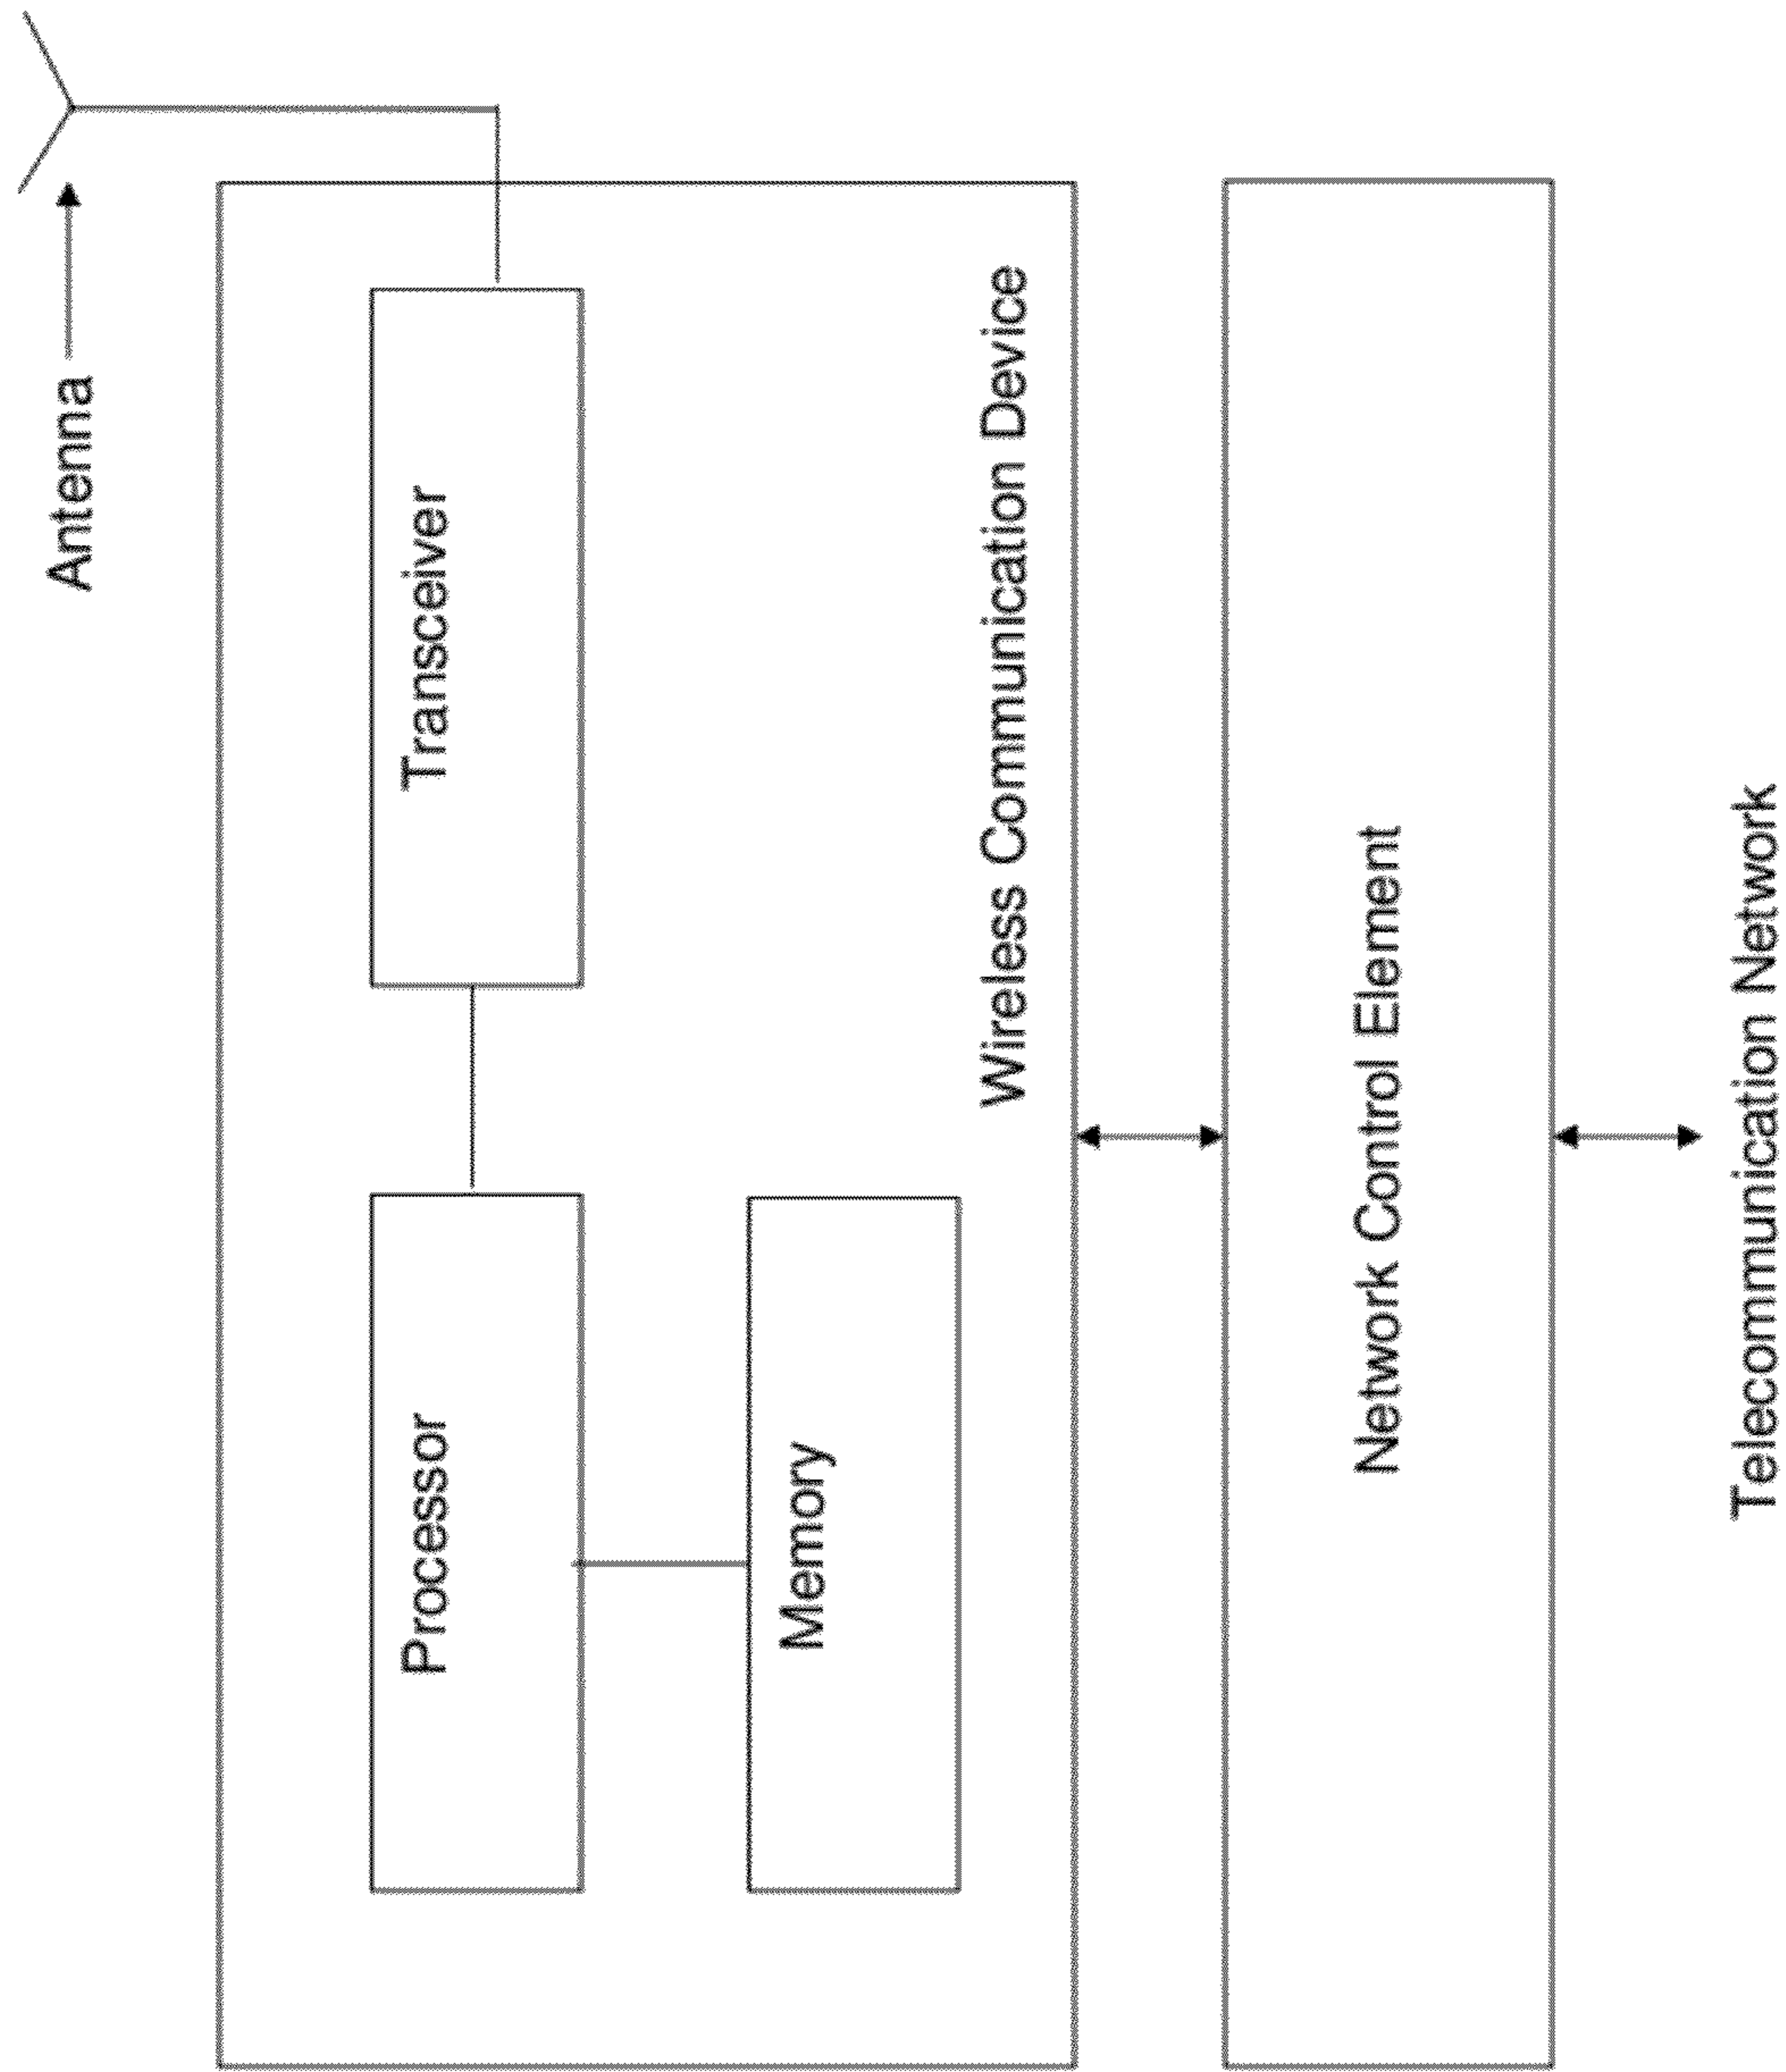 Antenna
Processor
Transceiver
Memory
Wireless Communication Device
Network Control Element
Telecommunication Network